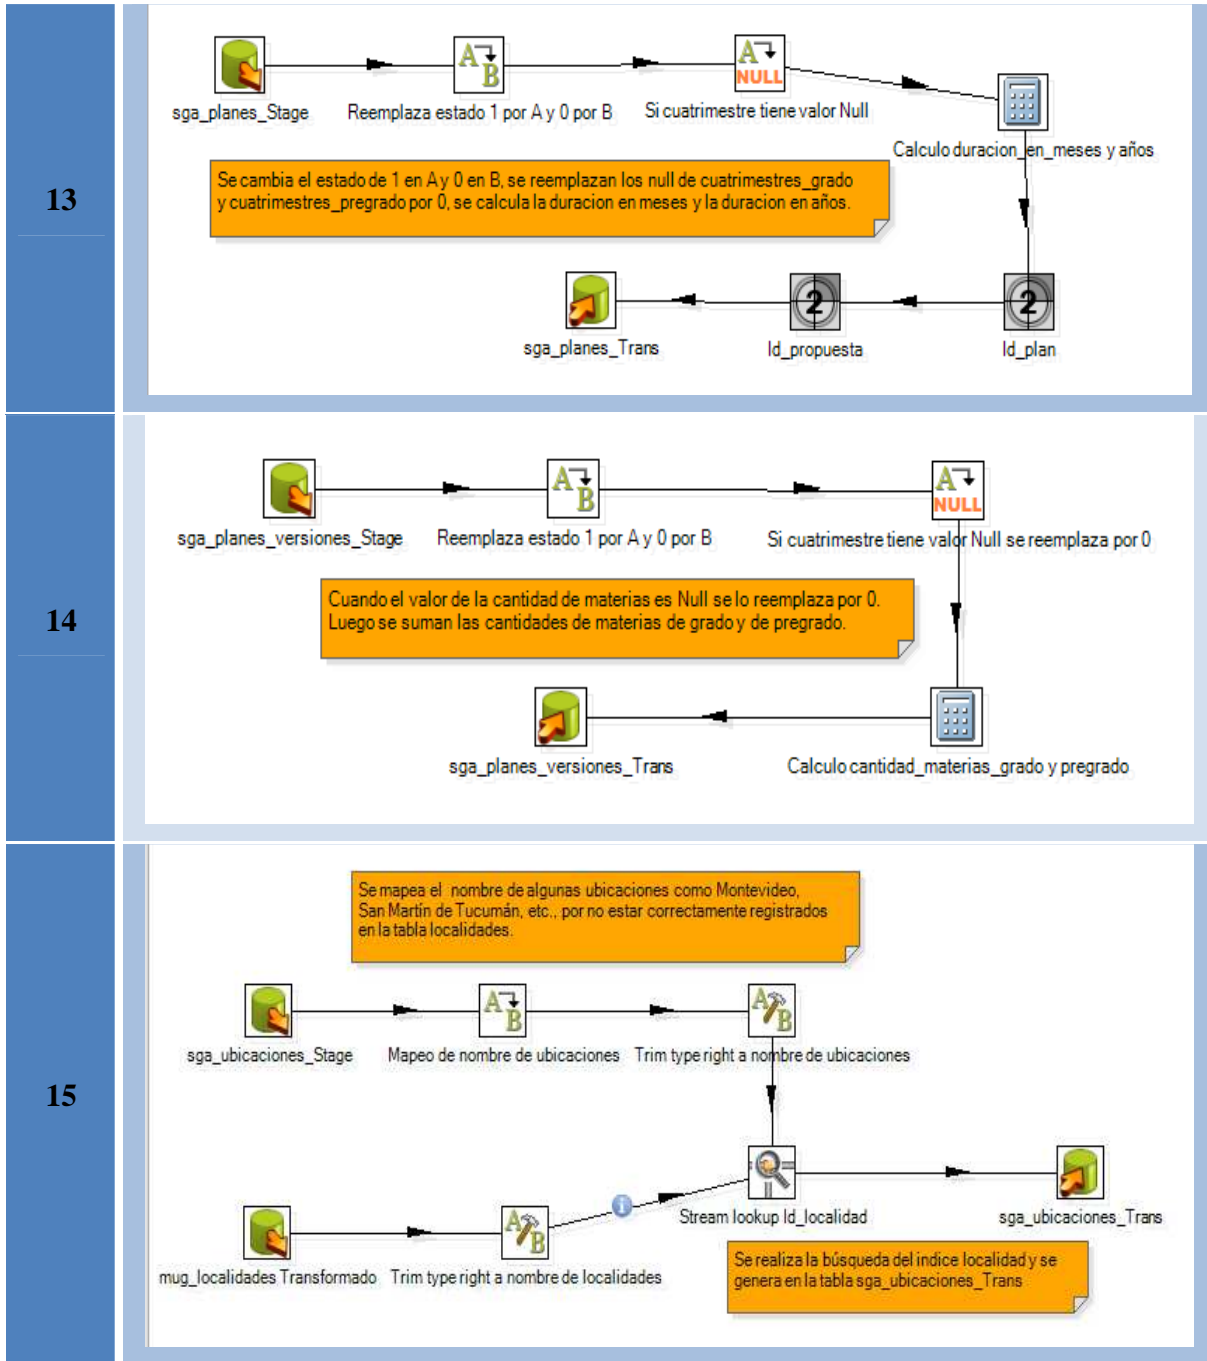 13
sga_planes_Stage
Reemplaza estado 1 por A y 0 por B
A
B
A
NULL
Si cuatrimestre tiene valor Null
Calculo duracion_en_meses y años
Se cambia el estado de 1 en A y 0 en B, se reemplazan los null de cuatrimestres_grado
y cuatrimestres_pregrado por 0, se calcula la duracion en meses y la duracion en años.
sga_planes_Trans
2
Id_propuesta
2
Id_plan
14
sga_planes_versiones_Stage
A
B
Reemplaza estado 1 por A y 0 por B
A
NULL
Si cuatrimestre tiene valor Null se reemplaza por 0
Cuando el valor de la cantidad de materias es Null se lo reemplaza por 0.
Luego se suman las cantidades de materias de grado y de pregrado.
sga_planes_versiones_Trans
Calculo cantidad_materias_grado y pregrado
15
Se mapea el nombre de algunas ubicaciones como Montevideo,
San Martín de Tucumán, etc., por no estar correctamente registrados
en la tabla localidades.
sga_ubicaciones_Stage
A
B
Mapeo de nombre de ubicaciones
A
B
Trim type right a nombre de ubicaciones
mug_localidades Transformado
A
B
Trim type right a nombre de localidades
i
Stream lookup Id_localidad
sga_ubicaciones_Trans
Se realiza la búsqueda del indice localidad y se
genera en la tabla sga_ubicaciones_Trans